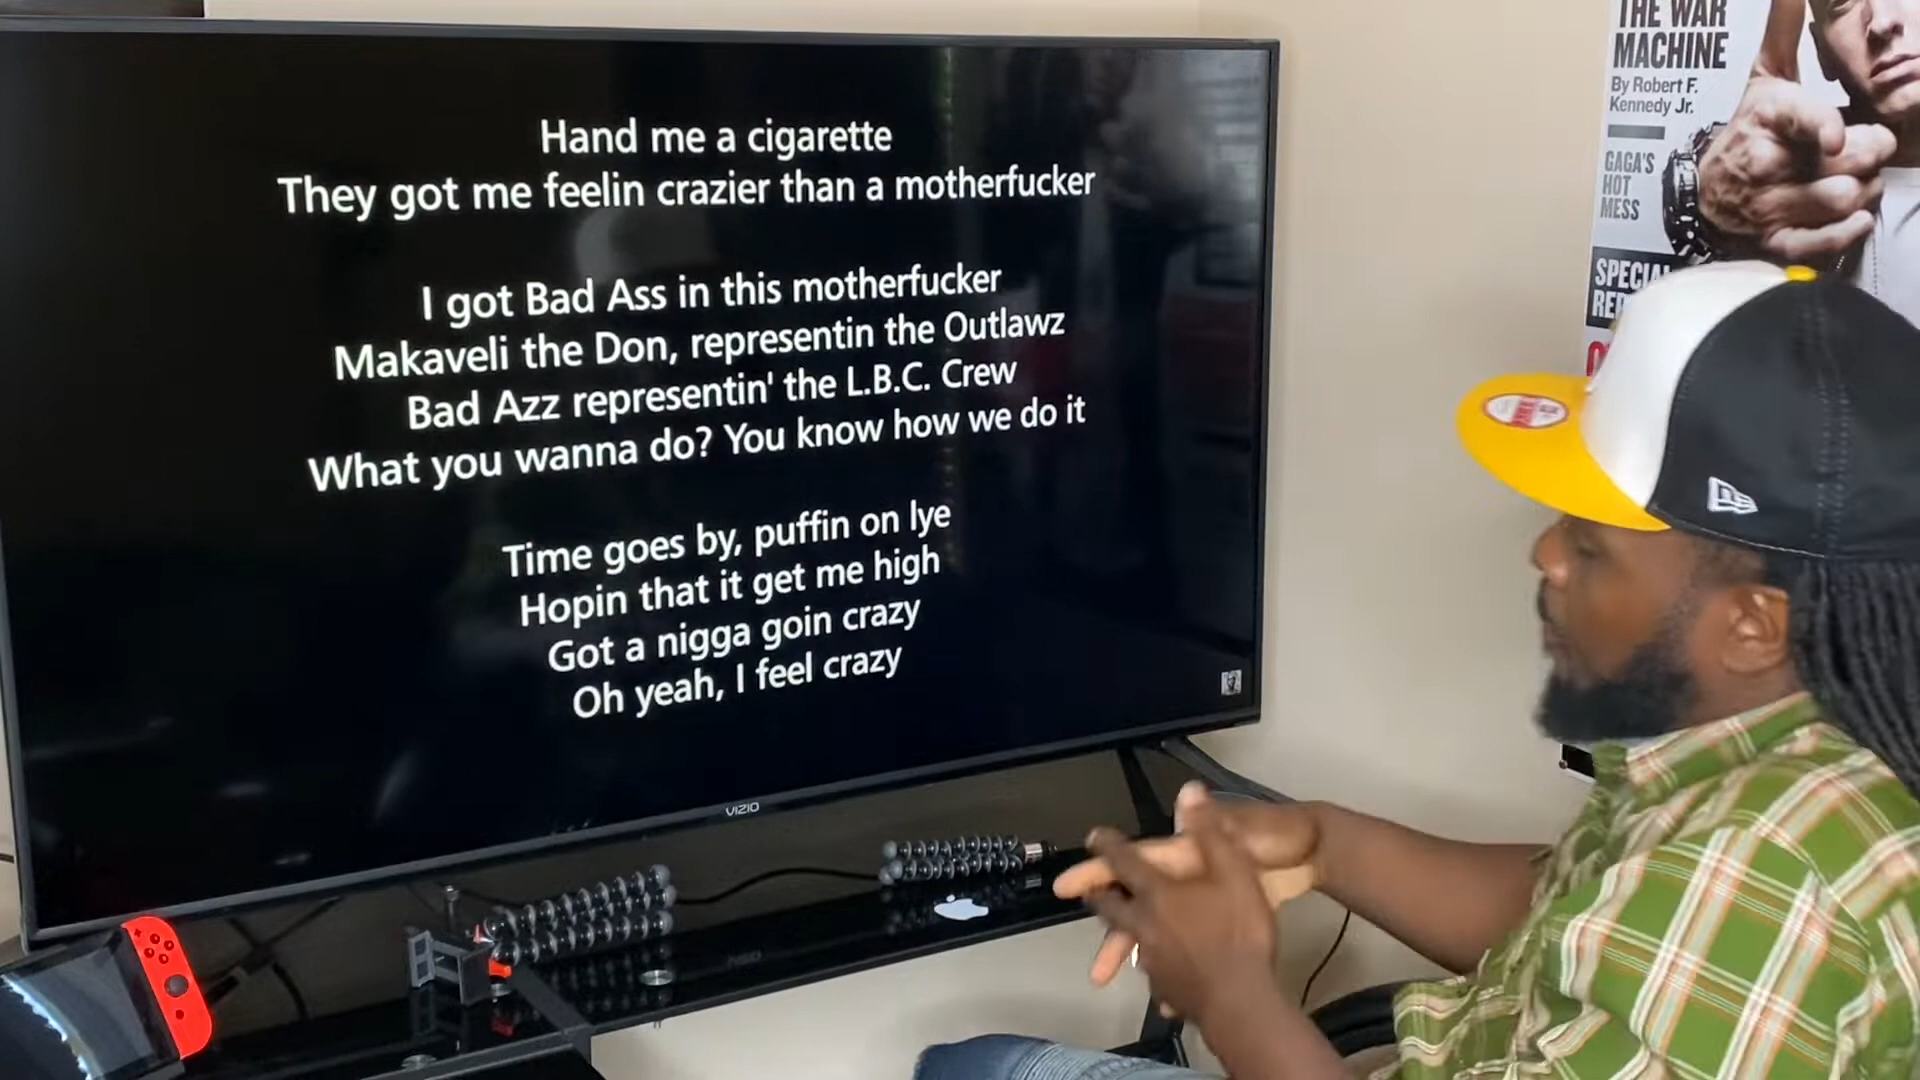 Hand me a cigarette
They got me feelin crazier than a motherfucker
I got Bad Ass in this motherfucker
Makaveli the Don, representin the Outlawz
Bad Azz representin' the L.B.C. Crew
What you wanna do? You know how we do it
Time goes by, puffin on lye
Hopin that it get me high
Got a nigga goin crazy
Oh yeah, I feel crazy
VIZIO
THE WAR
MACHINE
By Robert F.
Kennedy Jr.
GAGA'S
HOT
MESS